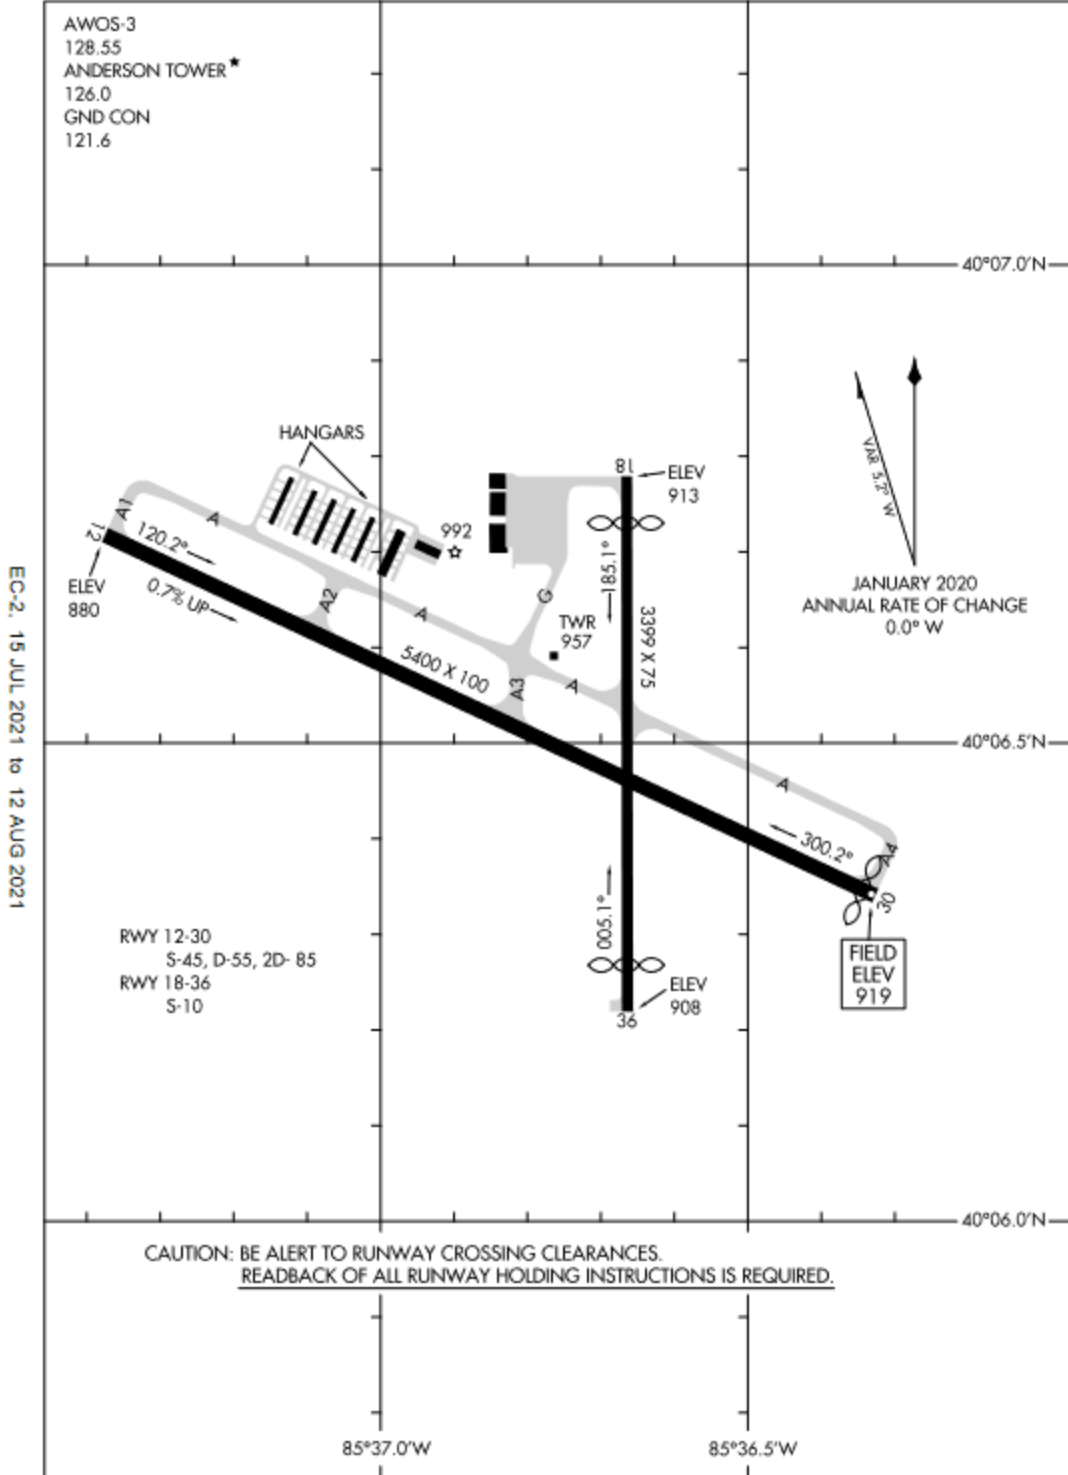 AWOS-3
128.55
ANDERSON TOWER★
126.0
GND CON
121.6
40°07.0'N
HANGARS
18
ELEV
913
VAR 5.2° W
992
A1
A
12
120.2°
185.1°
ELEV
880
0.7% UP
A2
A
G
TWR
957
3399 X 75
JANUARY 2020
ANNUAL RATE OF CHANGE
0.0° W
5400 X 100
A3
A
40°06.5'N
A
300.2°
A4
30
005.1°
FIELD
ELEV
919
RWY 12-30
S-45, D-55, 2D- 85
RWY 18-36
S-10
ELEV
908
36
EC-2, 15 JUL 2021 to 12 AUG 2021
40°06.0'N
CAUTION: BE ALERT TO RUNWAY CROSSING CLEARANCES.
READBACK OF ALL RUNWAY HOLDING INSTRUCTIONS IS REQUIRED.
85°37.0'W
85°36.5'W